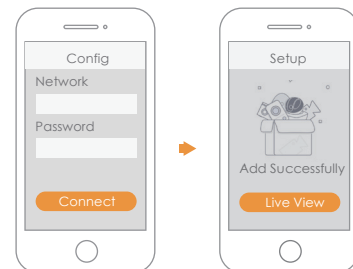 Config
Network
Password
Connect
Setup
Add Successfully
Live View